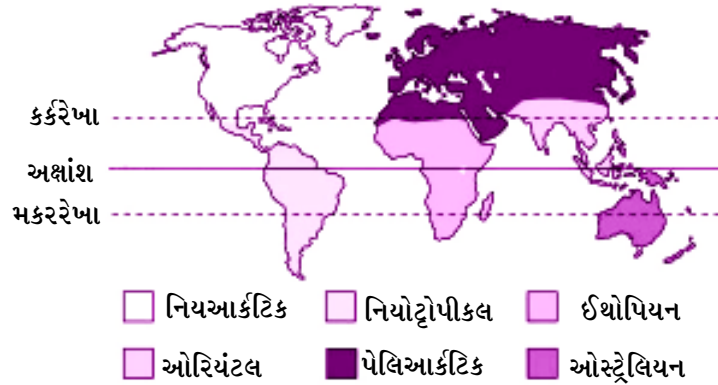 કર્કરેખા
અક્ષાંશ
મકરરેખા
નિયઆર્કટિક નિયોટ્રોપીકલ ઈથોપિયન
ઓરિયંટલ પેલિઆર્કટિક ઓસ્ટ્રેલિયન